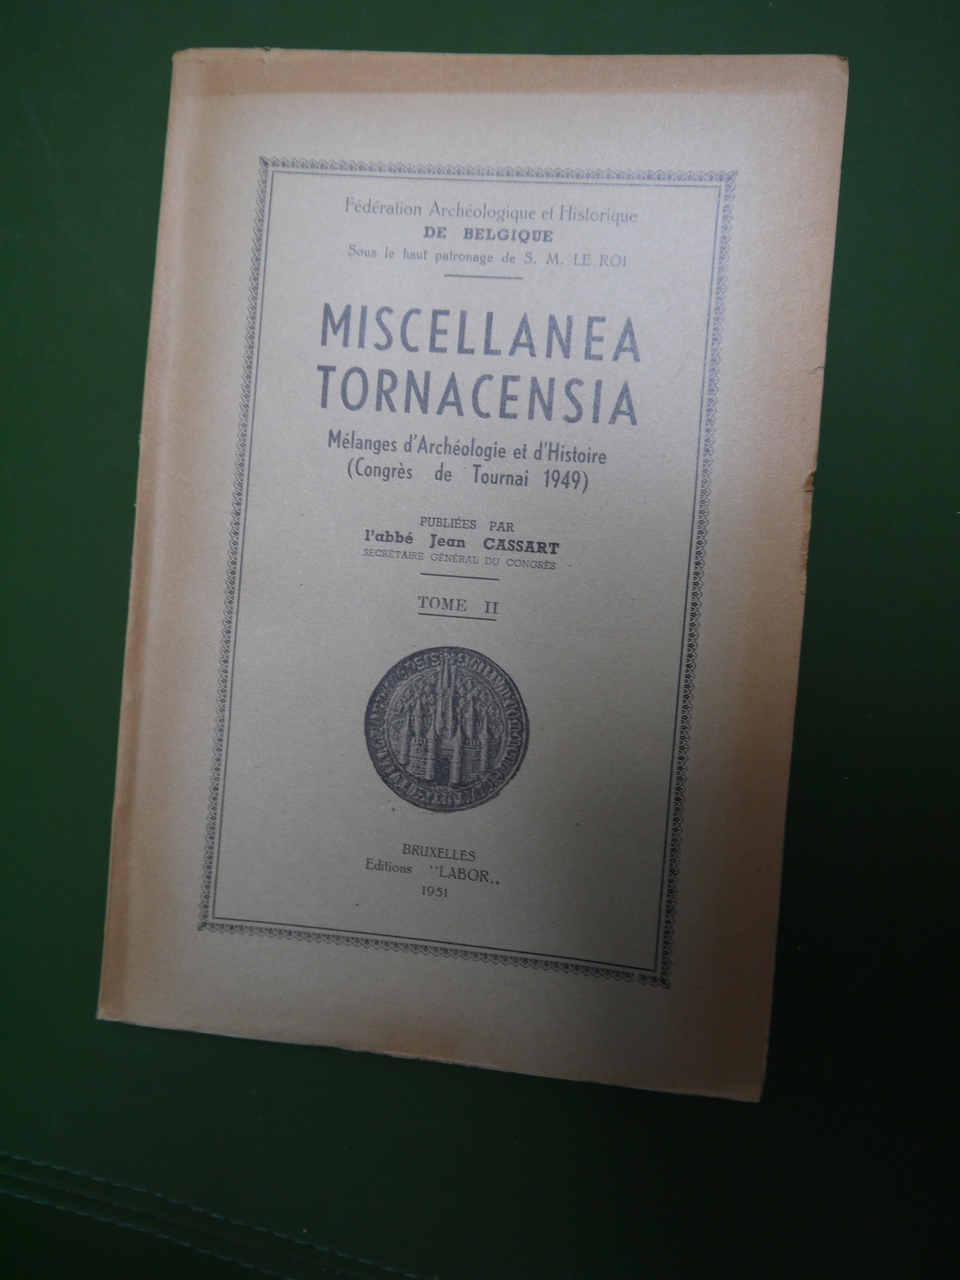 Fédération Archéologique et Historique
DE BELGIQUE
Sous le haut patronage de S. M. LE ROI
MISCELLANEA
TORNACENSIA
Mélanges d'Archéologie et d'Histoire
(Congrès de Tournai 1949)
PUBLIÉES PAR
l'abbé Jean CASSART
SECRÉTAIRE GÉNÉRAL DU CONGRÈS
TOME II
BRUXELLES
Editions "LABOR"
1951